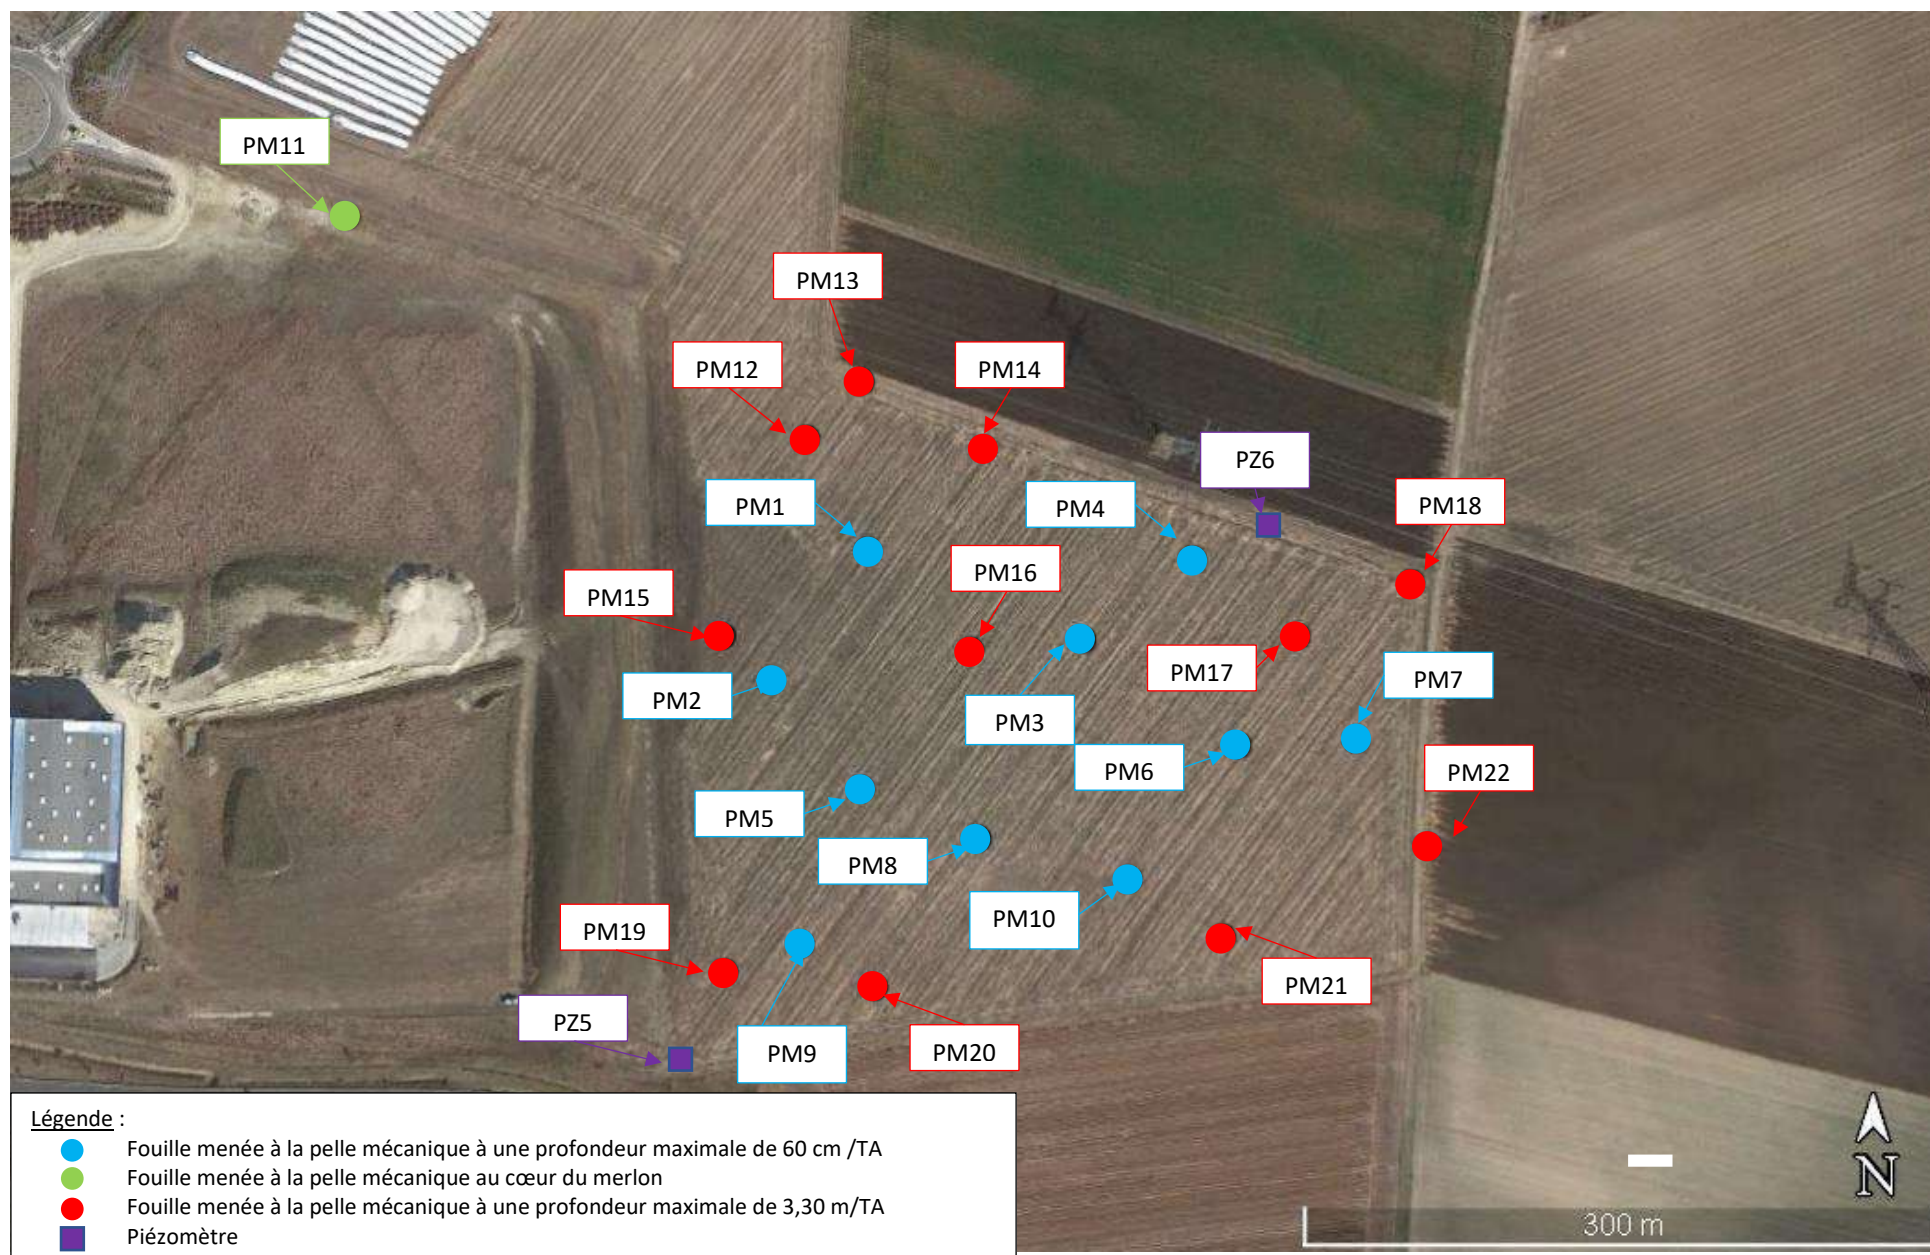 PM11
PM13
PM12
PM14
PZ6
PM1
PM4
PM18
PM16
PM15
PM17
PM7
PM2
PM3
PM6
PM22
PM5
PM8
PM10
PM19
PM21
PZ5
PM9
PM20
Légende :
Fouille menée à la pelle mécanique à une profondeur maximale de 60 cm /TA
Fouille menée à la pelle mécanique au cœur du merlon
Fouille menée à la pelle mécanique à une profondeur maximale de 3,30 m/TA
Piézomètre
N
300 m